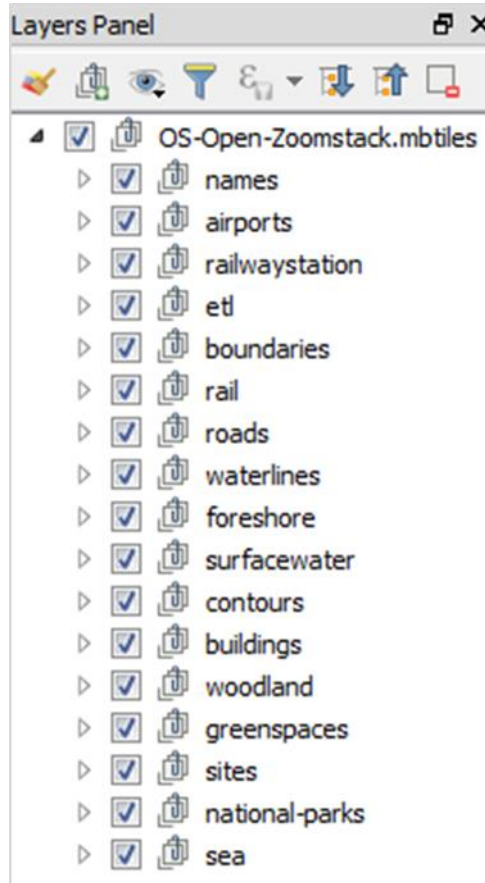 Layers Panel
OS-Open-Zoomstack.mbtiles
names
airports
railwaystation
etl
boundaries
rail
roads
waterlines
foreshore
surfacewater
contours
buildings
woodland
greenspaces
sites
national-parks
sea